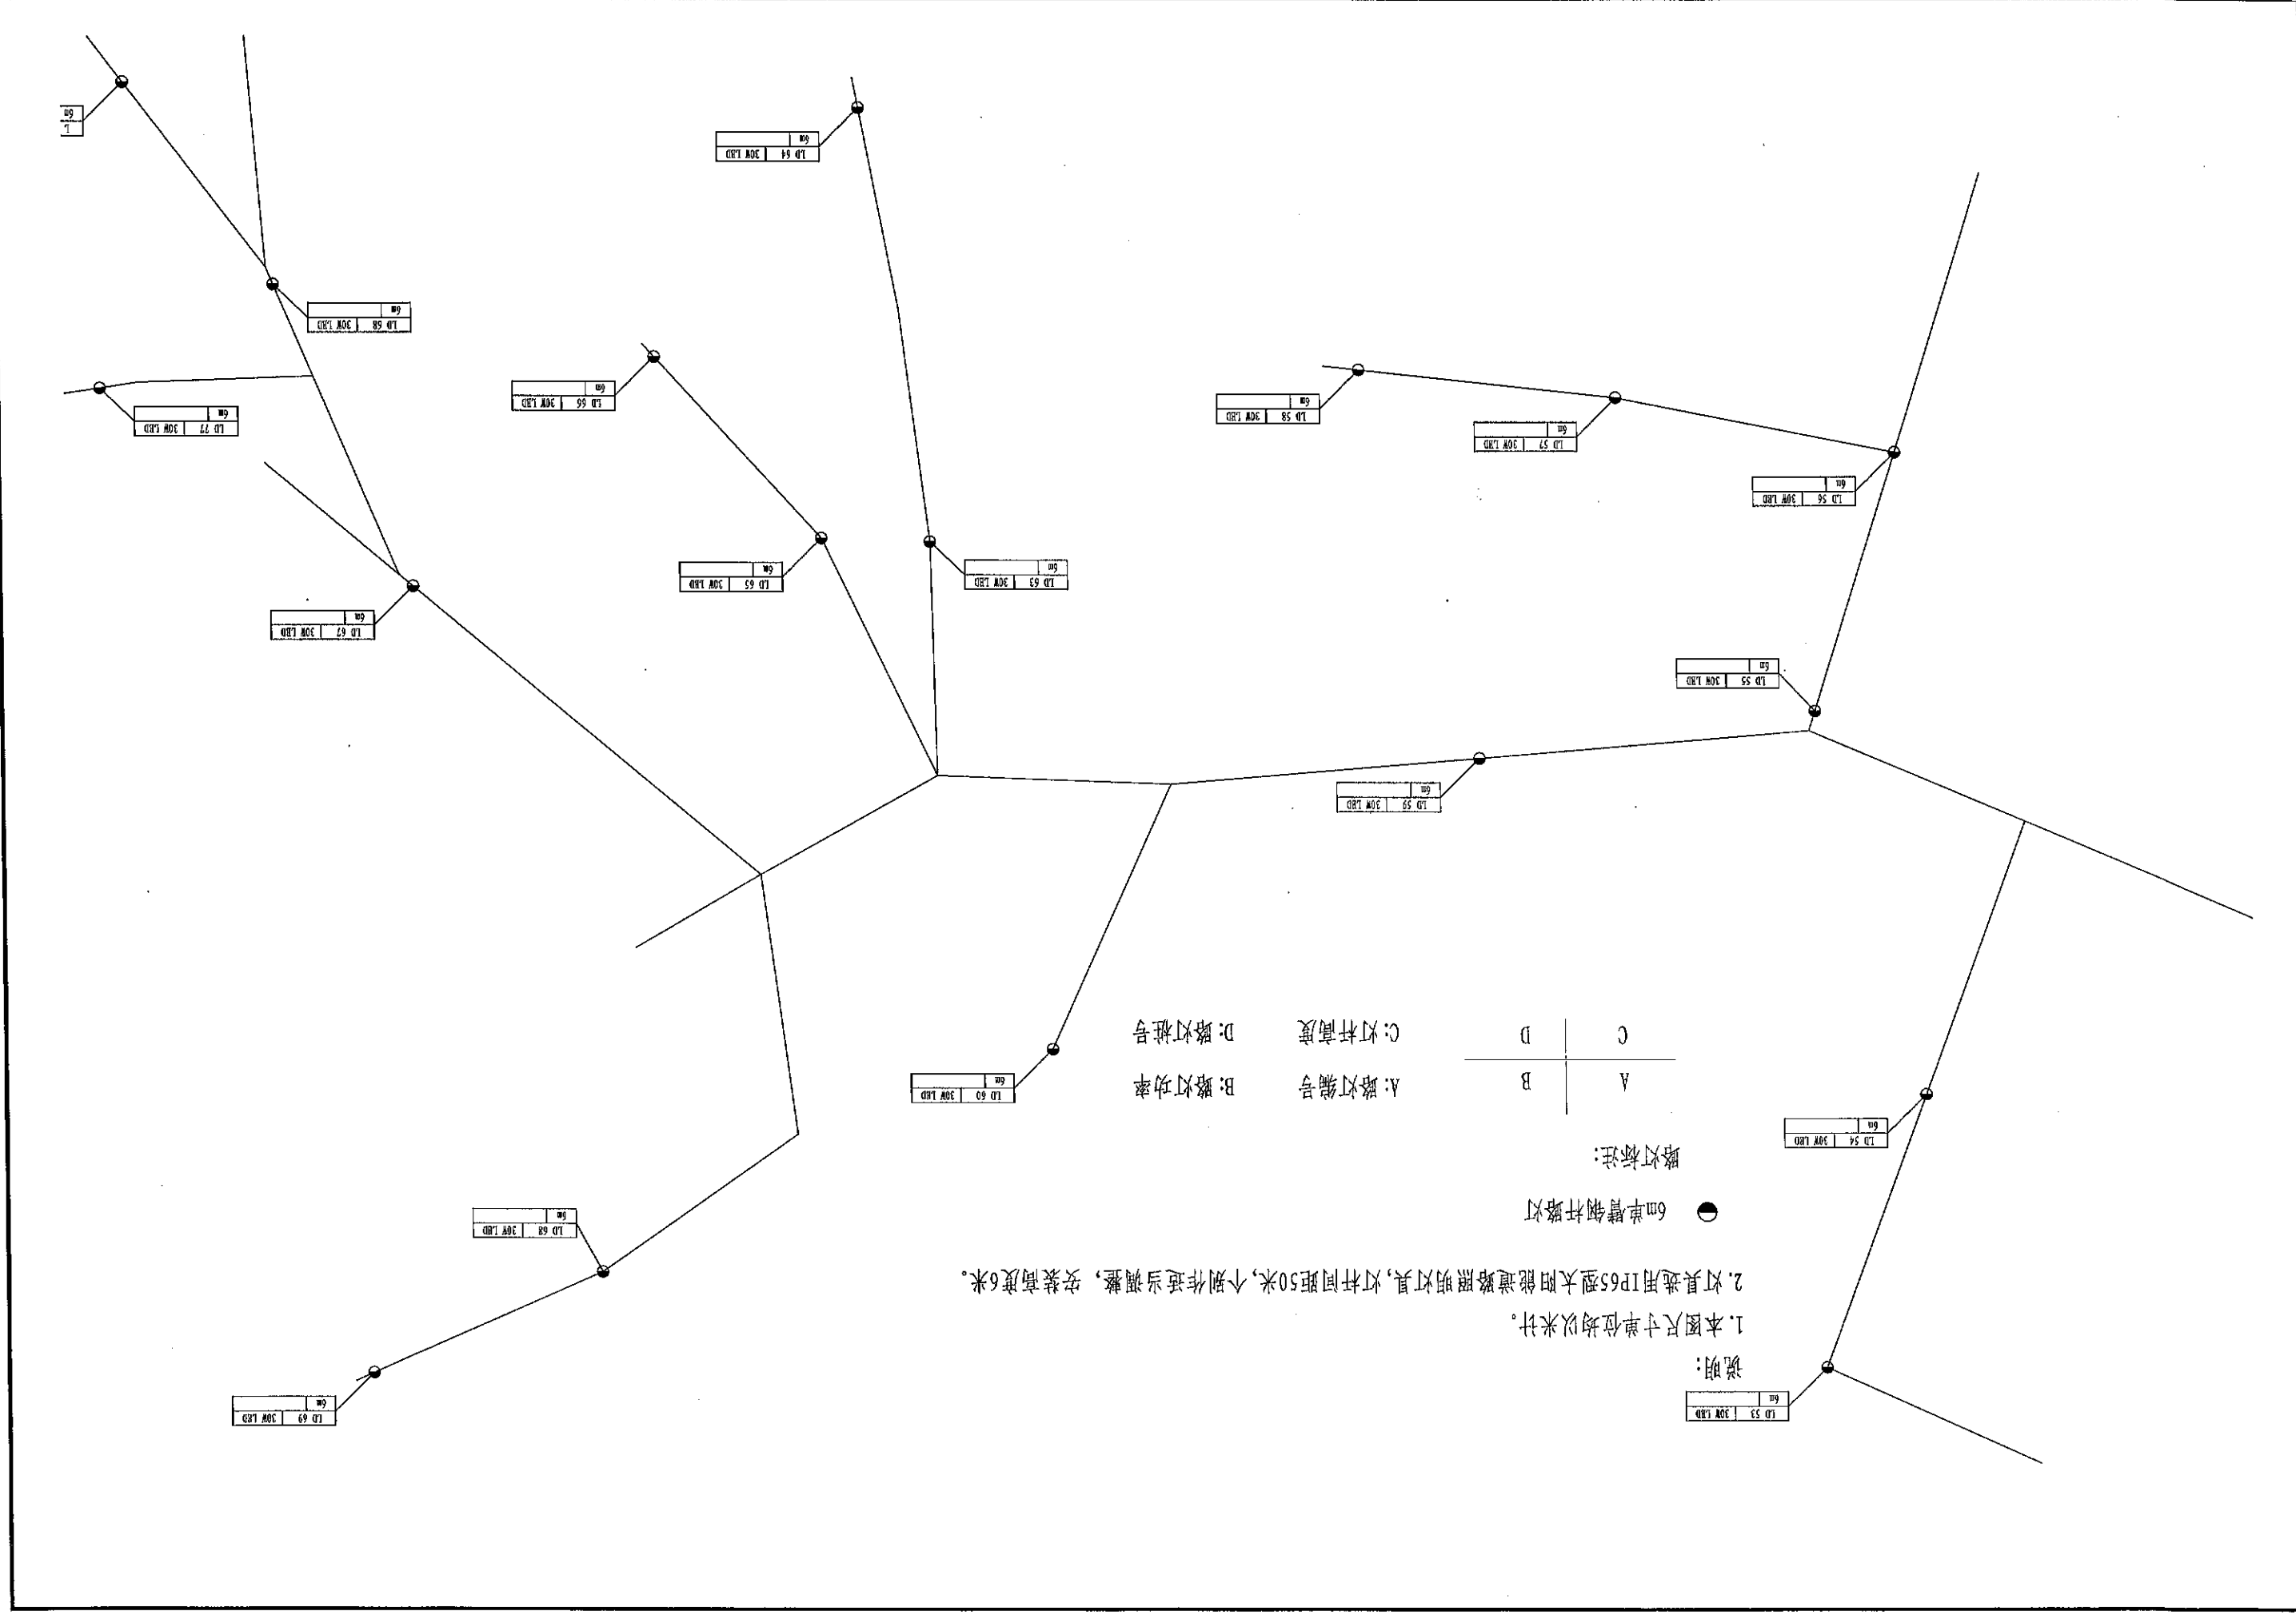 说明:
1.本图尺寸单位均以米计。
2.灯具选用IP65型太阳能道路照明灯具,灯杆间距50米,个别作适当调整, 安装高度6米。
6m单臂钢杆路灯
路灯标注:
A B
C D
A:路灯编号 B:路灯功率
C:灯杆高度 D:路灯桩号
LD 53 30W LED
6m
LD 69 30W LED
6m
LD 68 30W LED
6m
LD 54 30W LED
6m
LD 60 30W LED
6m
LD 59 30W LED
6m
LD 55 30W LED
6m
LD 67 30W LED
6m
LD 65 30W LED
6m
LD 63 30W LED
6m
LD 56 30W LED
6m
LD 57 30W LED
6m
LD 77 30W LED
6m
LD 58 30W LED
6m
LD 66 30W LED
6m
LD 68 30W LED
6m
LD 64 30W LED
6m
L
6m